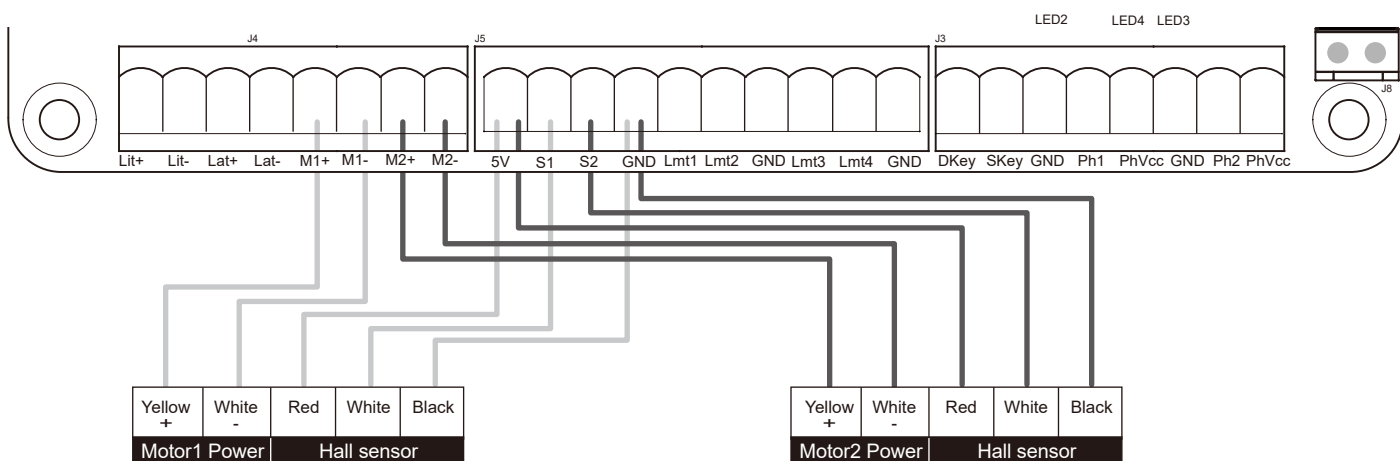 LED2 LED4 LED3
J4 J5 J3
J8
Lit+ Lit- Lat+ Lat- M1+ M1- M2+ M2- 5V S1 S2 GND Lmt1 Lmt2 GND Lmt3 Lmt4 GND DKey SKey GND Ph1 PhVcc GND Ph2 PhVcc
Yellow White Red White Black Yellow White Red White Black
+ - + -
Motor1 Power Hall sensor Motor2 Power Hall sensor